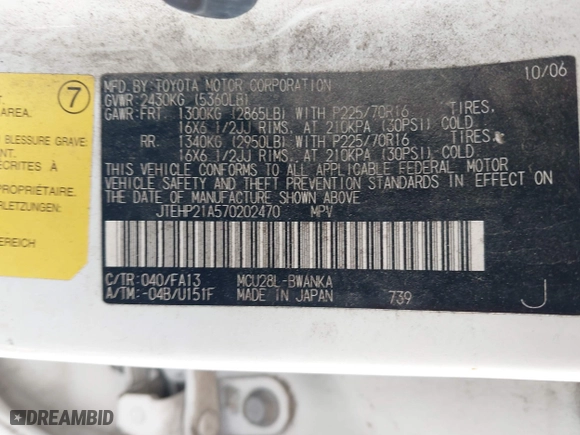 7
AREA.
BLESSURE GRAVE
ÉCRITES À
PROPRIÉTAIRE.
RLETZUNGEN
BEREICH
10/06
MFD. BY: TOYOTA MOTOR CORPORATION
GVWR: 2430KG (5360LB)
GAWR: FRT. 1300KG (2865LB) WITH P225/70R16 TIRES,
16X6 1/2JJ RIMS, AT 210KPA (30PSI) COLD.
RR. 1340KG (2950LB) WITH P225/70R16 TIRES,
16X6 1/2JJ RIMS, AT 210KPA (30PSI) COLD.
THIS VEHICLE CONFORMS TO ALL APPLICABLE FEDERAL MOTOR
VEHICLE SAFETY AND THEFT PREVENTION STANDARDS IN EFFECT ON
THE DATE OF MANUFACTURE SHOWN ABOVE.
JTEHP21A570202470 MPV
C/TR: 040/FA13 MCU28L-BWANKA
A/TM: -04B/U151F MADE IN JAPAN 739 J
DREAMBID